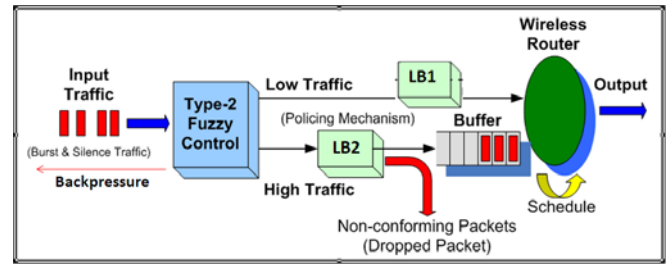 Wireless
Router
Input
Traffic
Type-2
Fuzzy
Control
Low Traffic
LB1
Output
(Policing Mechanism)
Buffer
(Burst & Silence Traffic)
LB2
Backpressure
High Traffic
Schedule
Non-conforming Packets
(Dropped Packet)